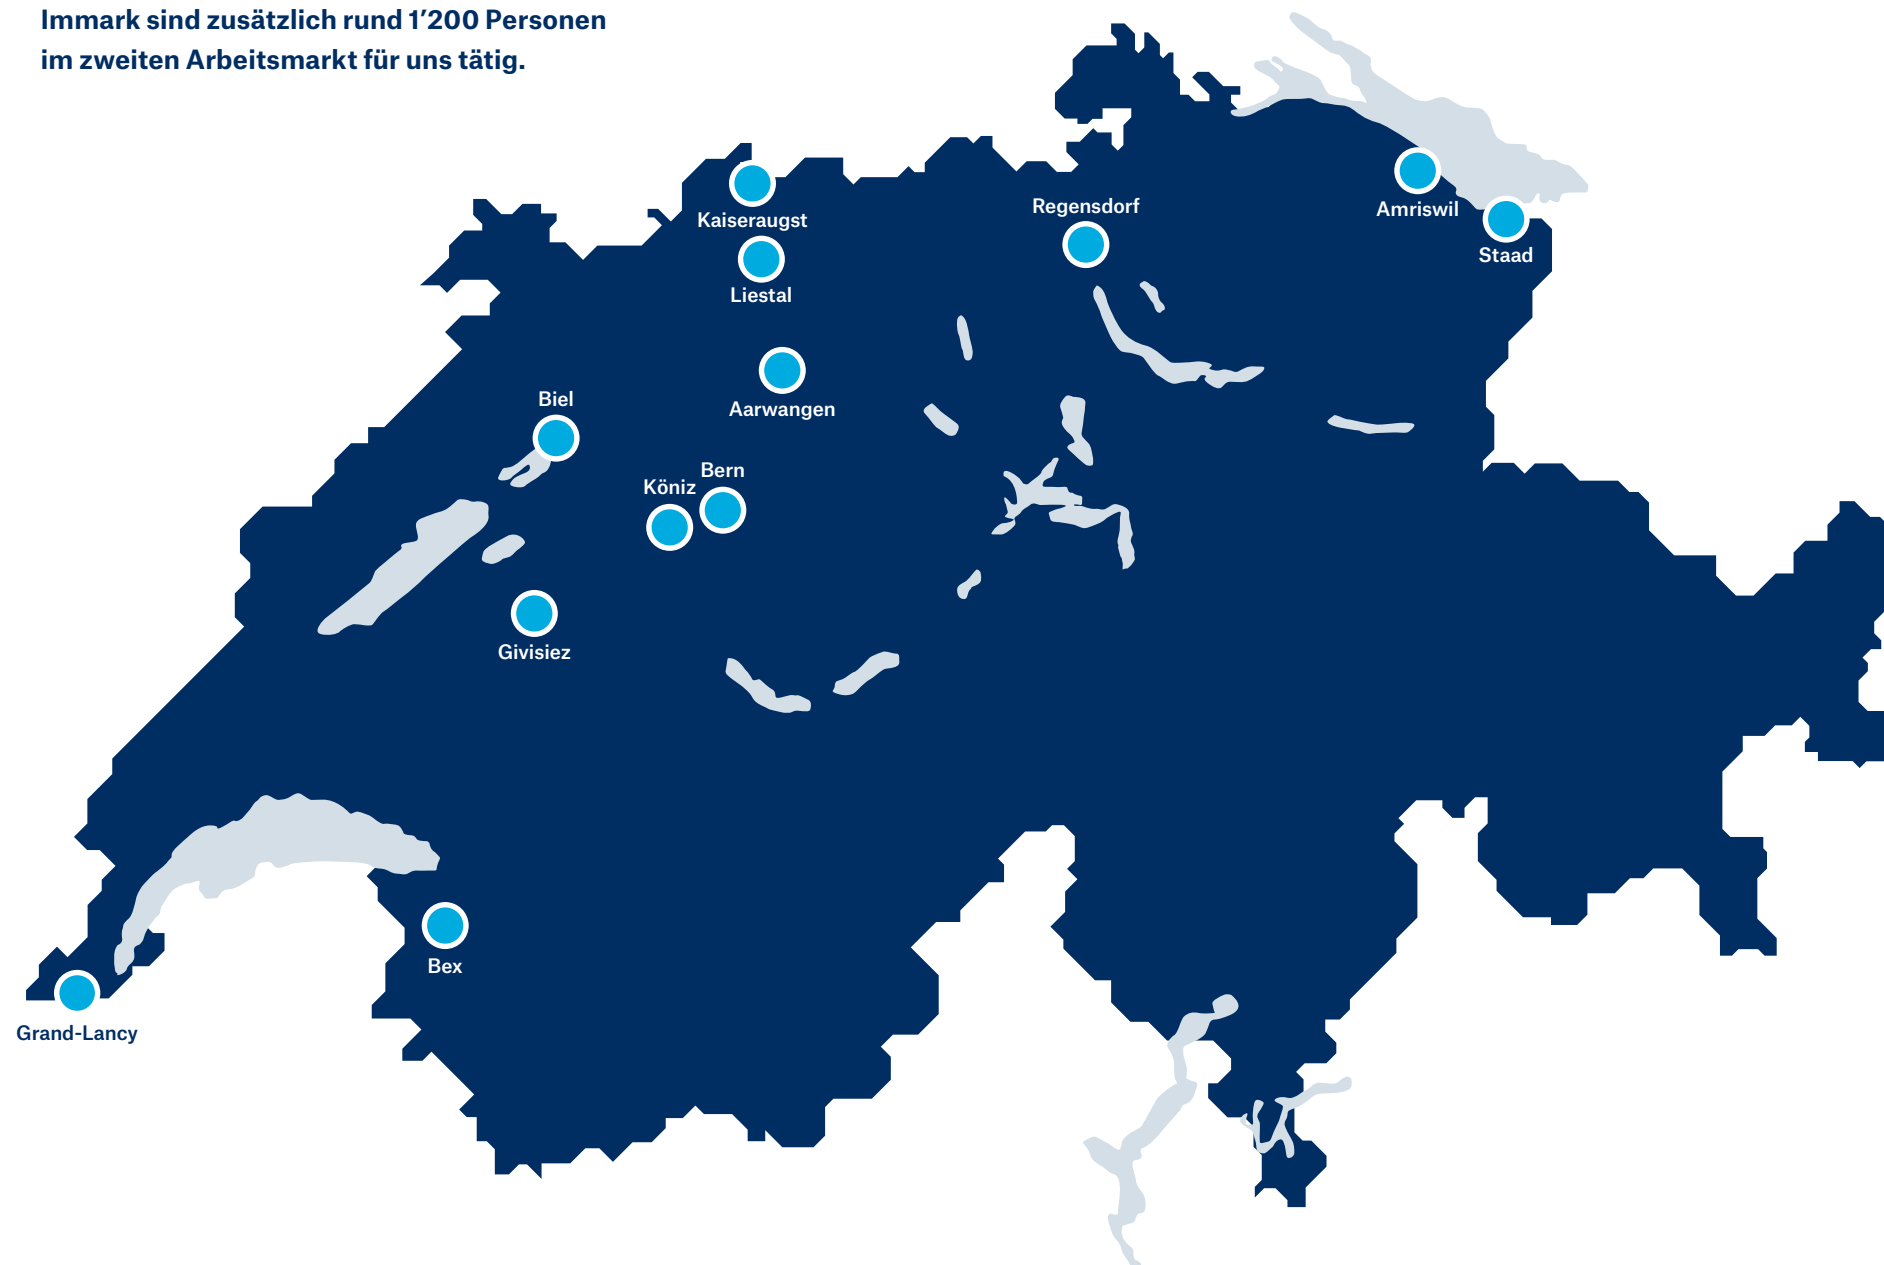 Immark sind zusätzlich rund 1’200 Personen
im zweiten Arbeitsmarkt für uns tätig.
Kaiseraugst
Regensdorf
Amriswil
Staad
Liestal
Biel
Aarwangen
Bern
Köniz
Givisiez
Bex
Grand-Lancy